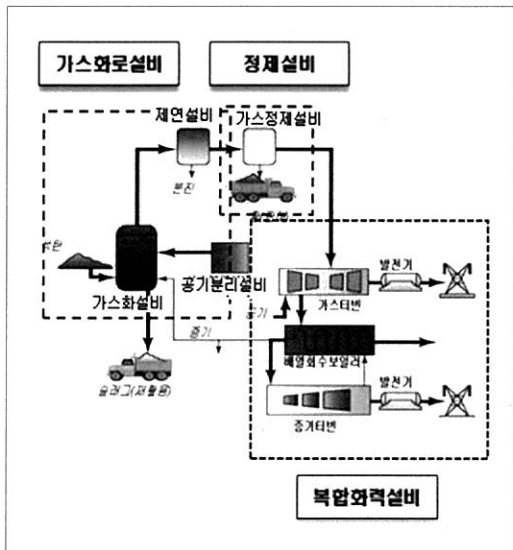 가스화로설비
정제설비
제연설비
가스정제설비
분진
석탄
공기분리설비
가스화설비
발전기
가스터빈
공기
증기
배열회수보일러
슬래그(재활용)
발전기
증기터빈
복합화력설비